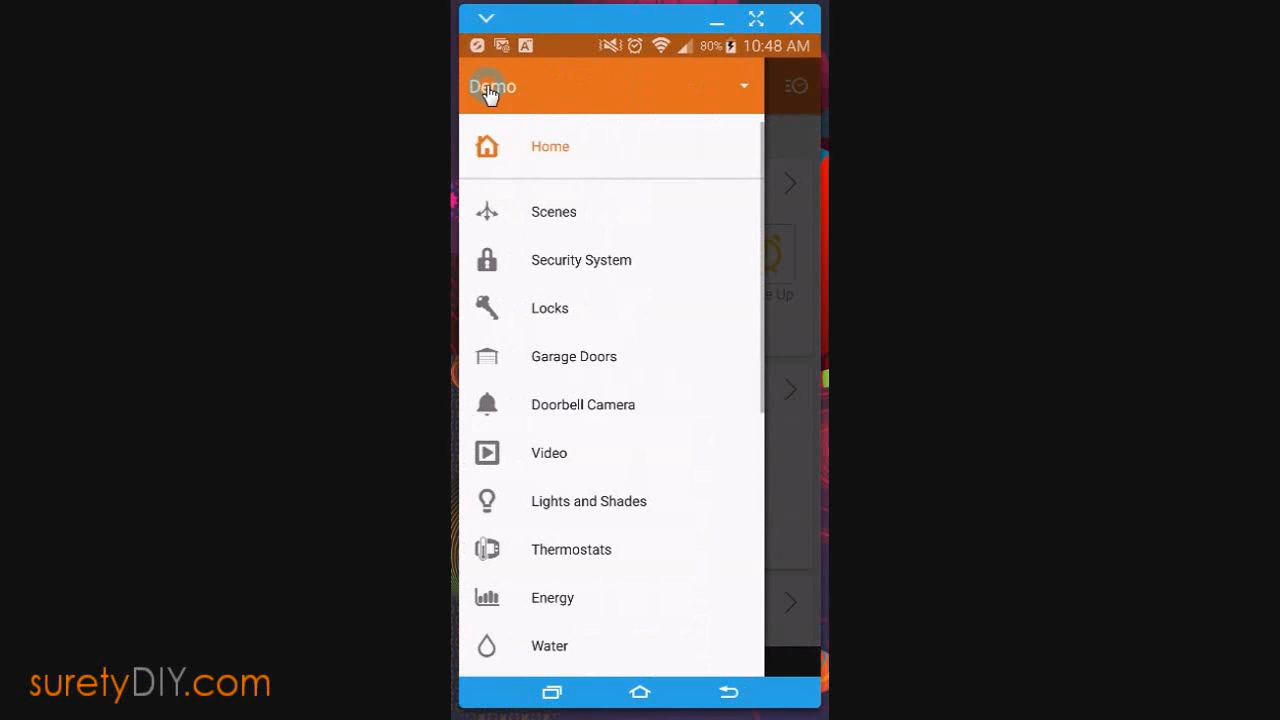 80% 10:48 AM
Demo
Home
Scenes
Security System
Locks
e Up
Garage Doors
Doorbell Camera
Video
Lights and Shades
Thermostats
Energy
Water
suretyDIY.com